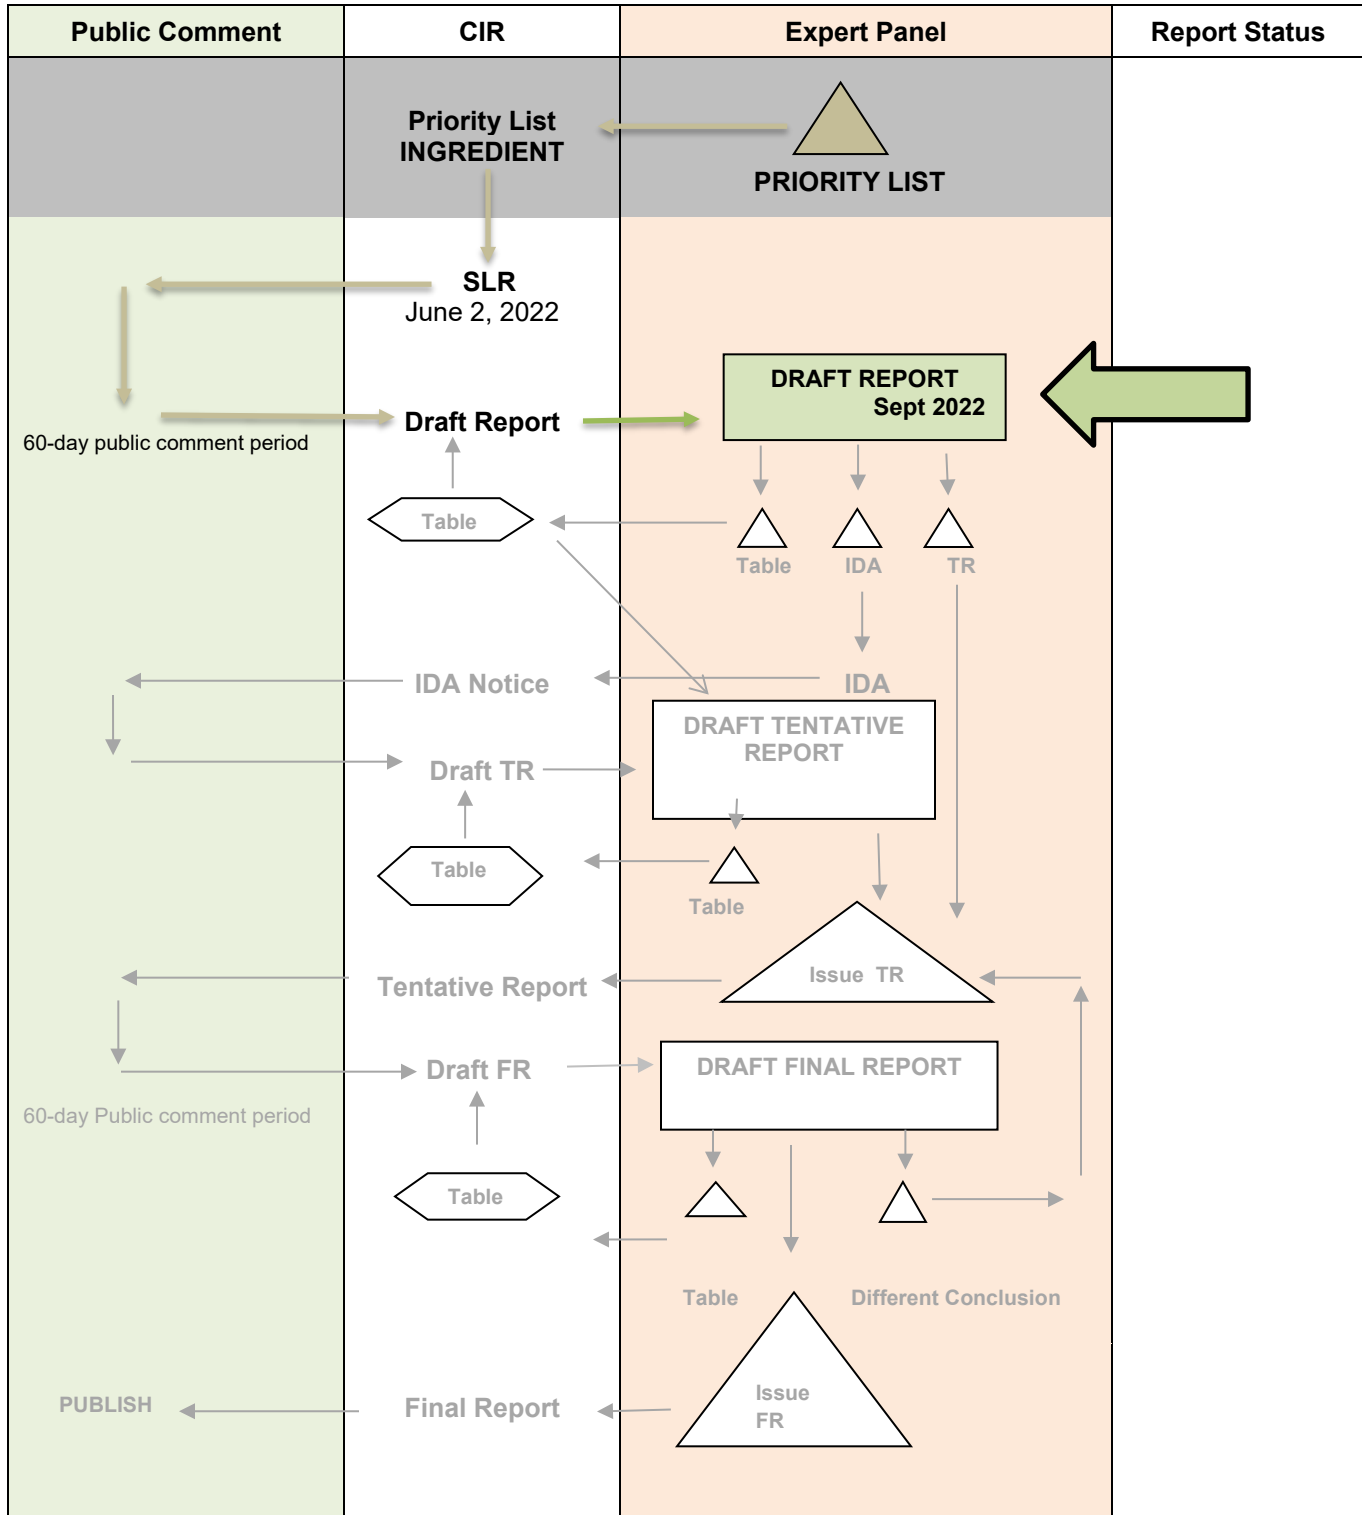 Public Comment
CIR
Expert Panel
Report Status
Priority List
INGREDIENT
PRIORITY LIST
SLR
June 2, 2022
DRAFT REPORT
Sept 2022
60-day public comment period
Draft Report
Table
Table
IDA
TR
IDA Notice
IDA
DRAFT TENTATIVE
REPORT
Draft TR
Table
Table
Tentative Report
Issue TR
Draft FR
DRAFT FINAL REPORT
60-day Public comment period
Table
Table
Different Conclusion
PUBLISH
Final Report
Issue
FR